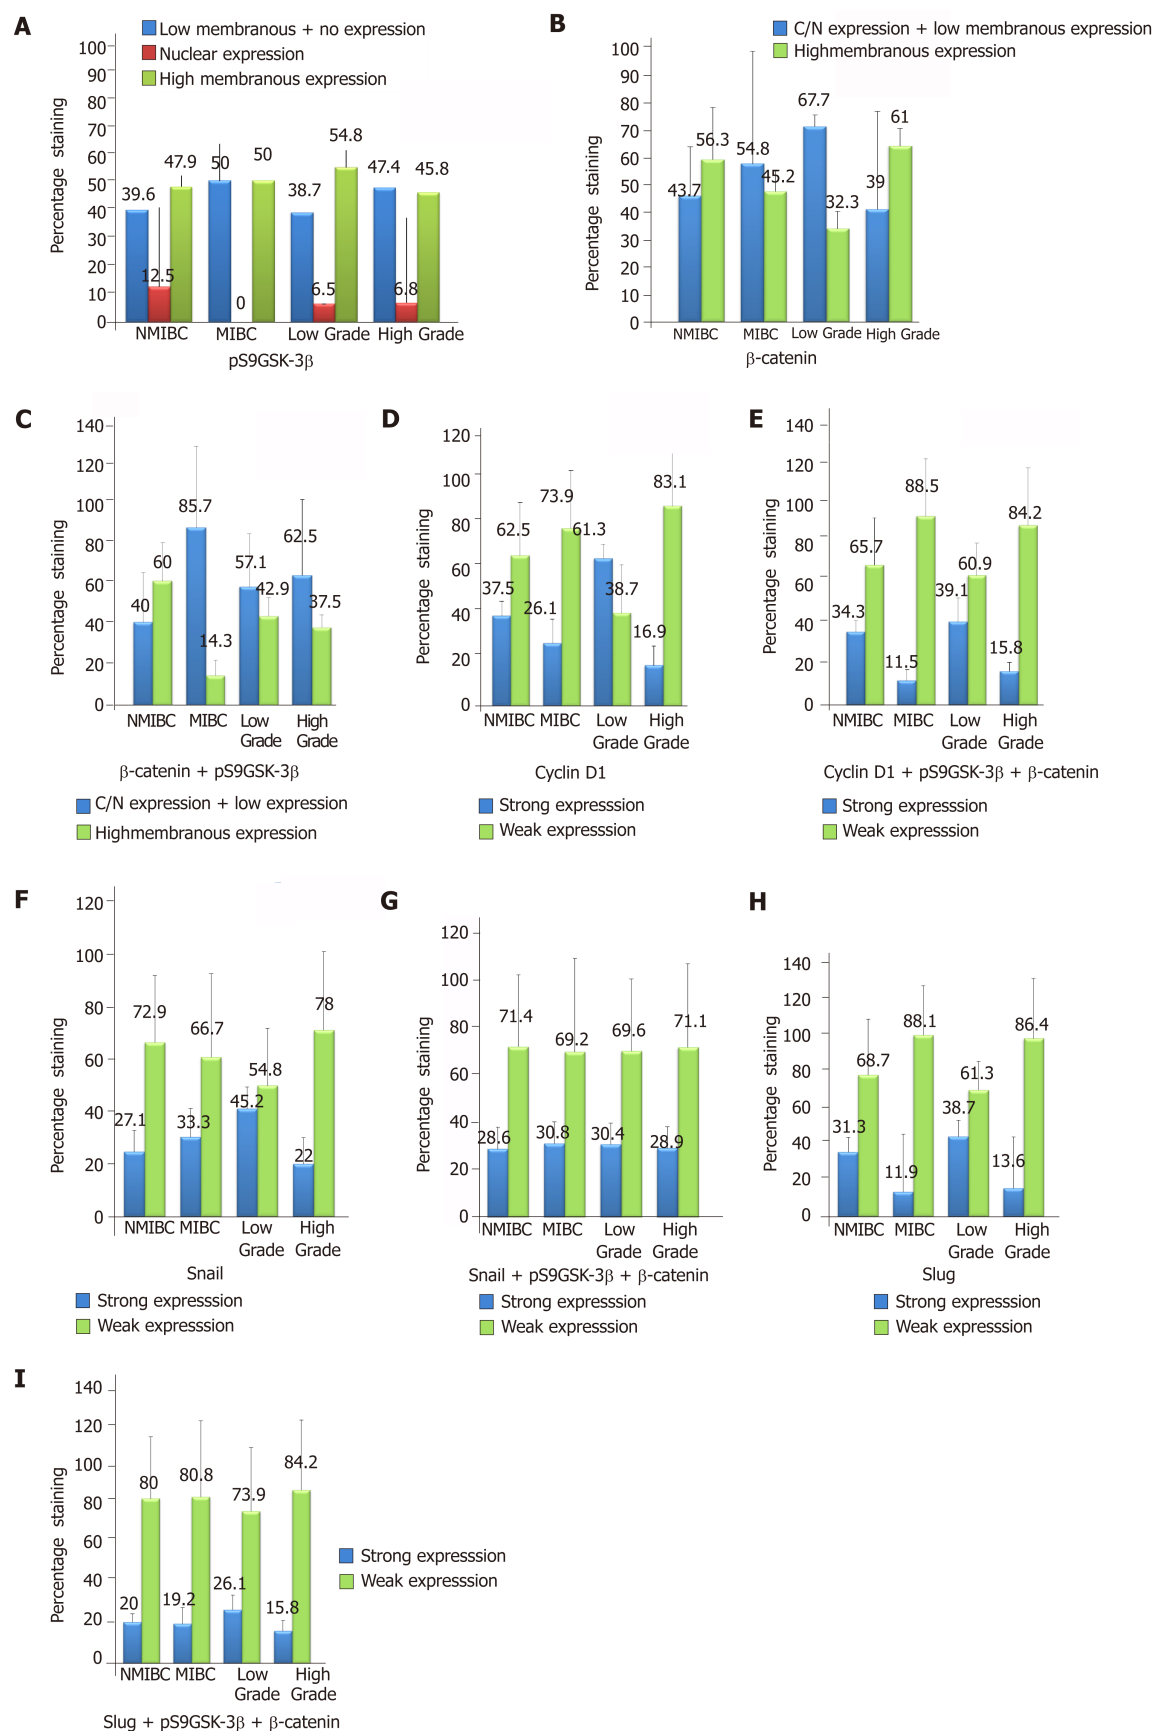 A
Low membranous + no expression
Nuclear expression
High membranous expression
Percentage staining
100
90
80
70
60
50
40
30
20
10
0
39.6
12.5
47.9
50
0
50
38.7
6.5
54.8
47.4
6.8
45.8
NMIBC MIBC Low Grade High Grade
pS9GSK-3β
B
C/N expression + low membranous expression
Highmembranous expression
Percentage staining
100
90
80
70
60
50
40
30
20
10
0
43.7
56.3
54.8
45.2
67.7
32.3
39
61
NMIBC MIBC Low Grade High Grade
β-catenin
C
Percentage staining
140
120
100
80
60
40
20
0
40
60
85.7
14.3
57.1
42.9
62.5
37.5
NMIBC MIBC Low Grade High Grade
β-catenin + pS9GSK-3β
C/N expression + low expression
Highmembranous expression
D
Percentage staining
120
100
80
60
40
20
0
37.5
62.5
26.1
73.9
61.3
38.7
16.9
83.1
NMIBC MIBC Low Grade High Grade
Cyclin D1
Strong expresssion
Weak expresssion
E
Percentage staining
140
120
100
80
60
40
20
0
34.3
65.7
11.5
88.5
39.1
60.9
15.8
84.2
NMIBC MIBC Low Grade High Grade
Cyclin D1 + pS9GSK-3β + β-catenin
Strong expresssion
Weak expresssion
F
Percentage staining
120
100
80
60
40
20
0
27.1
72.9
33.3
66.7
45.2
54.8
22
78
NMIBC MIBC Low Grade High Grade
Snail
Strong expresssion
Weak expresssion
G
Percentage staining
120
100
80
60
40
20
0
28.6
71.4
30.8
69.2
30.4
69.6
28.9
71.1
NMIBC MIBC Low Grade High Grade
Snail + pS9GSK-3β + β-catenin
Strong expresssion
Weak expresssion
H
Percentage staining
140
120
100
80
60
40
20
0
31.3
68.7
11.9
88.1
38.7
61.3
13.6
86.4
NMIBC MIBC Low Grade High Grade
Slug
Strong expresssion
Weak expresssion
I
Percentage staining
140
120
100
80
60
40
20
0
20
80
19.2
80.8
26.1
73.9
15.8
84.2
NMIBC MIBC Low Grade High Grade
Slug + pS9GSK-3β + β-catenin
Strong expresssion
Weak expresssion